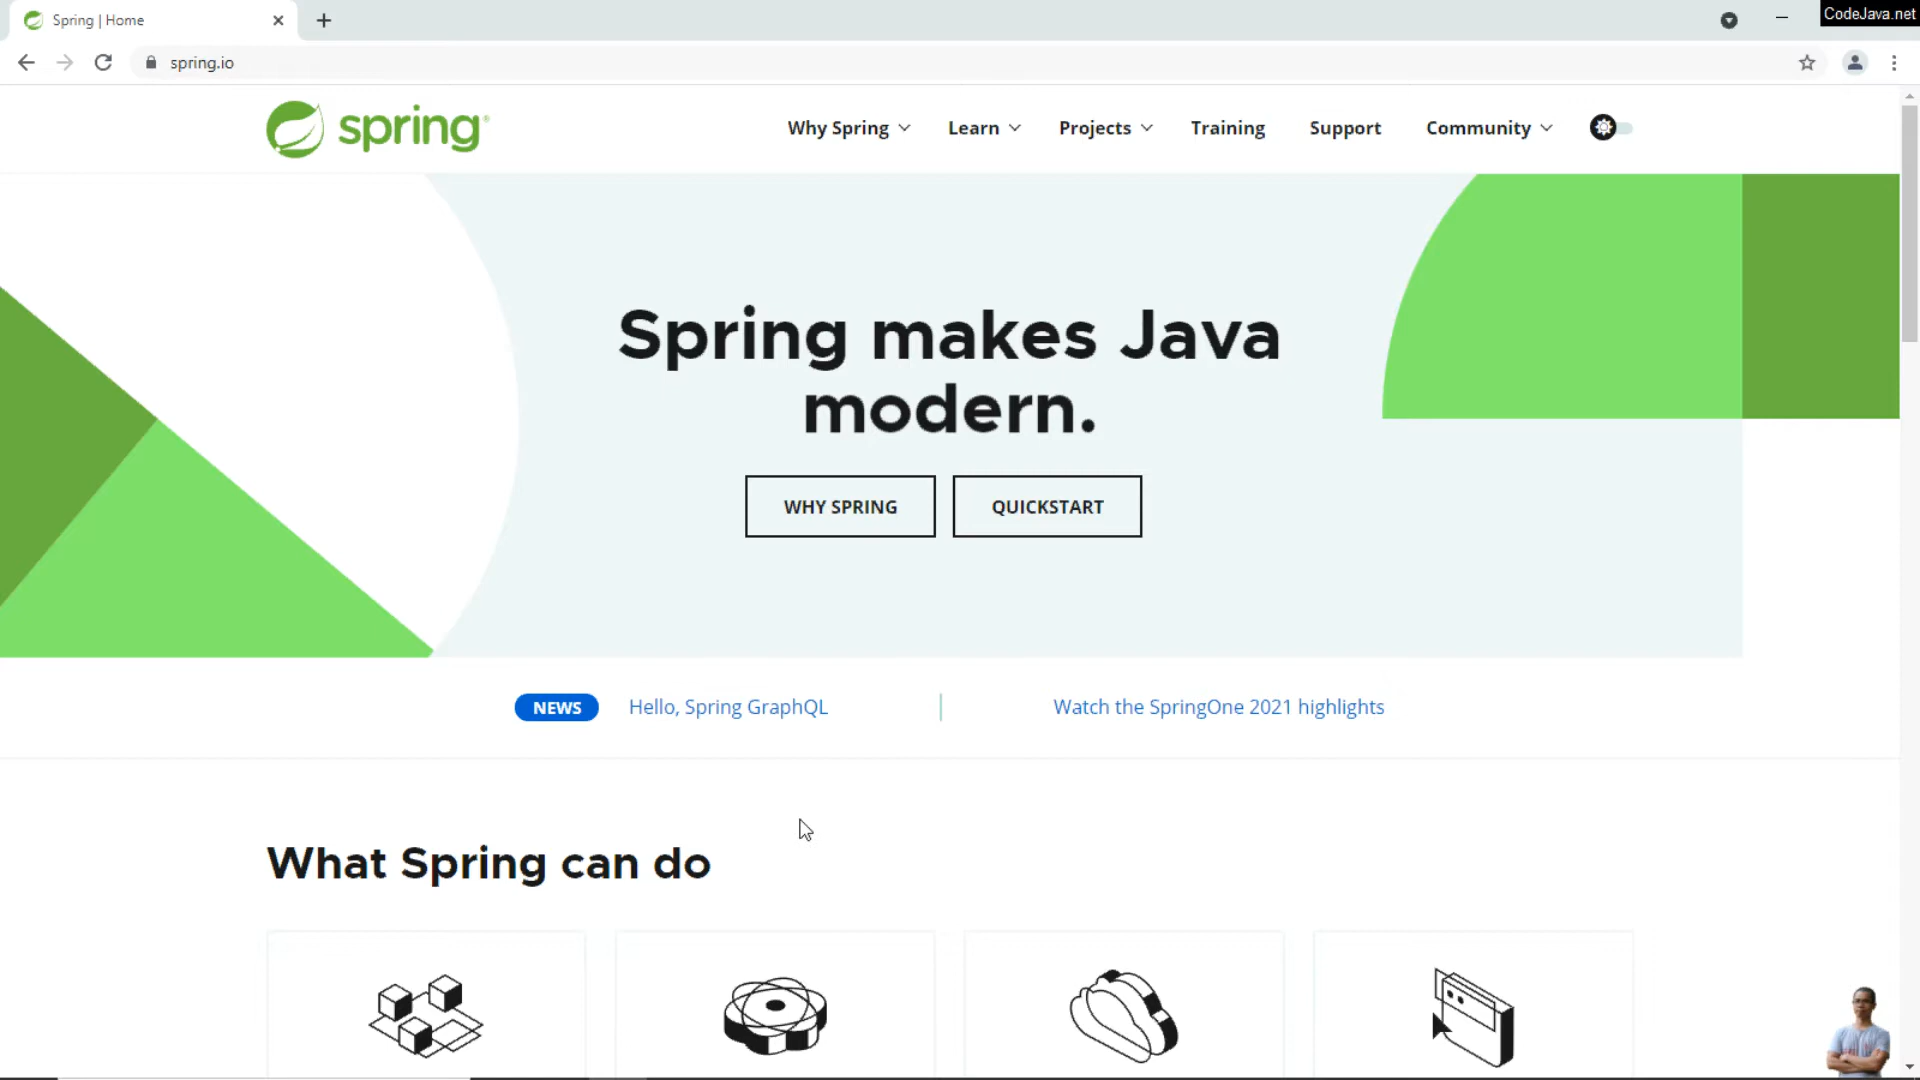 Spring | Home
CodeJava.net
spring.io
spring
Why Spring
Learn
Projects
Training
Support
Community
Spring makes Java
modern.
WHY SPRING
QUICKSTART
NEWS
Hello, Spring GraphQL
Watch the SpringOne 2021 highlights
What Spring can do